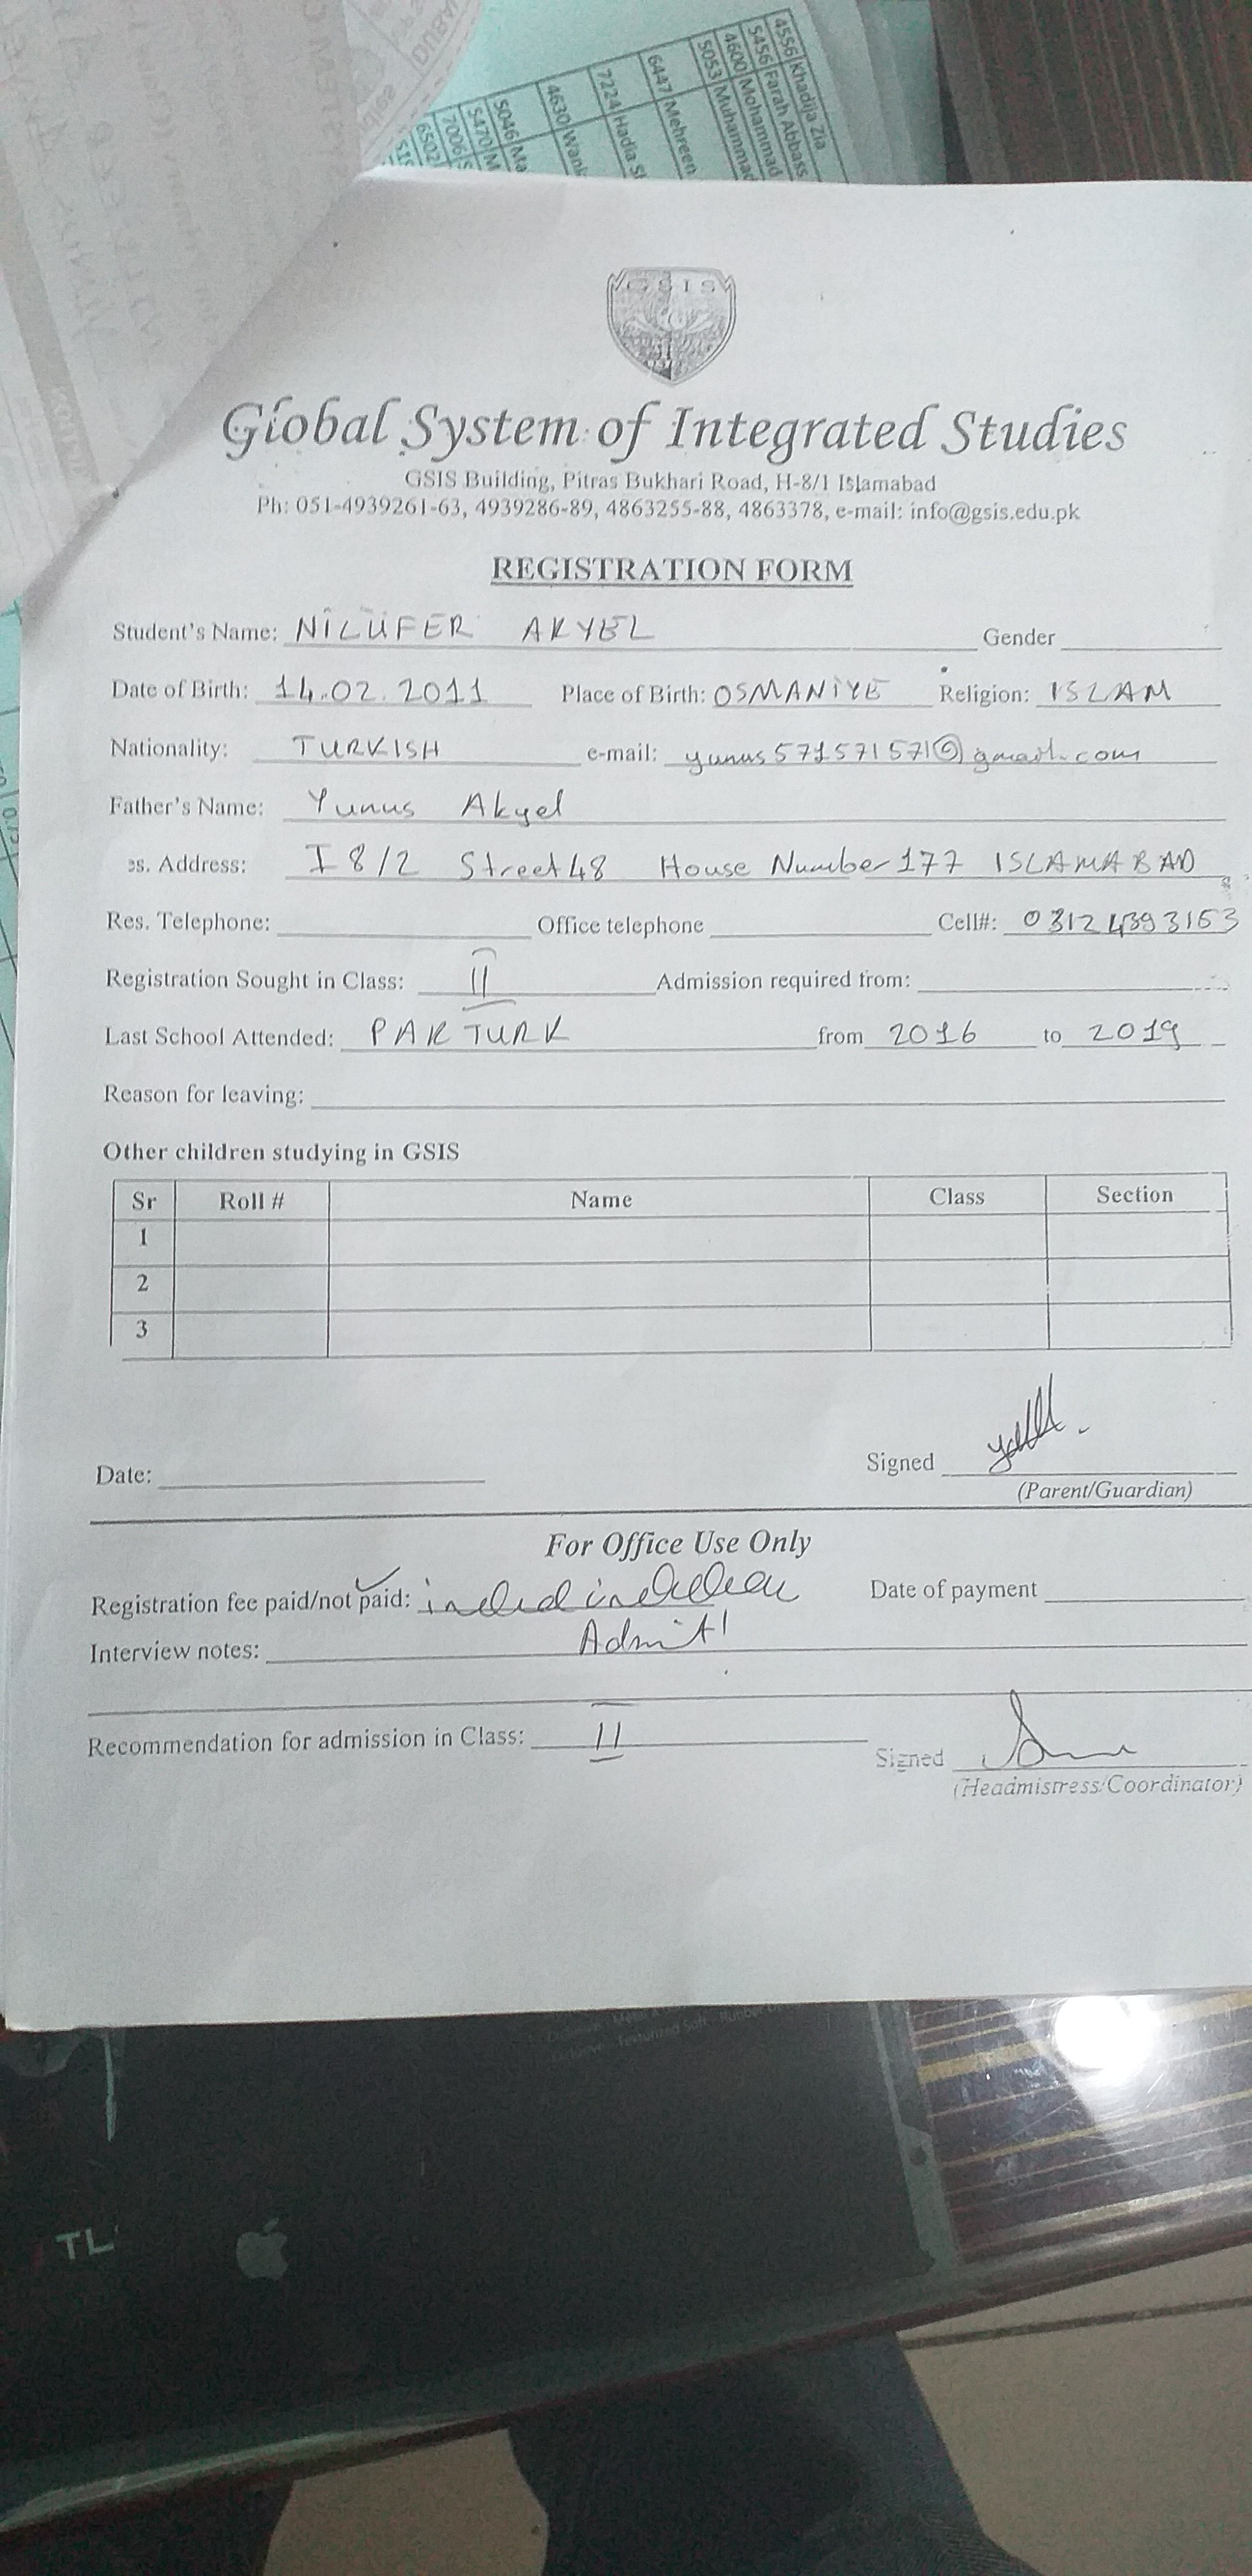 4556 Khadija Zia
5456 Farah Abbass
4600 Mohammad
5053 Muhammad
6447 Mehreen
7224 Hadia
4630
5046
5470
7006
6502
GSIS
Global System of Integrated Studies
GSIS Building, Pitras Bukhari Road, H-8/1 Islamabad
Ph: 051-4939261-63, 4939286-89, 4863255-88, 4863378, e-mail: info@gsis.edu.pk
REGISTRATION FORM
Student's Name: NİLÜFER AKYEL Gender
Date of Birth: 14.02.2011 Place of Birth: OSMANİYE Religion: ISLAM
Nationality: TURKISH e-mail: yunus571571571@gmail.com
Father's Name: Yunus Akyel
es. Address: I 8/2 Street 48 House Number 177 ISLAMABAD
Res. Telephone: Office telephone Cell#: 0312 4393153
Registration Sought in Class: II Admission required from:
Last School Attended: PAK TURK from 2016 to 2019
Reason for leaving:
Other children studying in GSIS
Sr Roll # Name Class Section
1
2
3
Date: Signed
(Parent/Guardian)
For Office Use Only
Registration fee paid/not paid: Date of payment
Interview notes: Admit
Recommendation for admission in Class: II Signed
(Headmistress/Coordinator)
TL